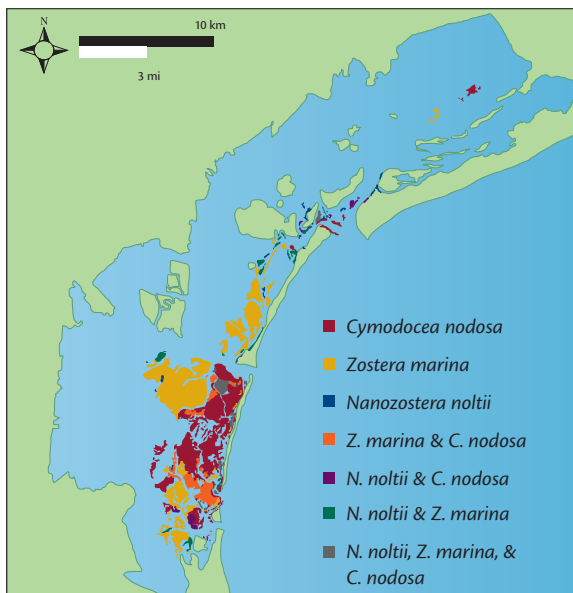 N
10 km
3 mi
Cymodocea nodosa
Zostera marina
Nanozostera noltii
Z. marina & C. nodosa
N. noltii & C. nodosa
N. noltii & Z. marina
N. noltii, Z. marina, &
C. nodosa